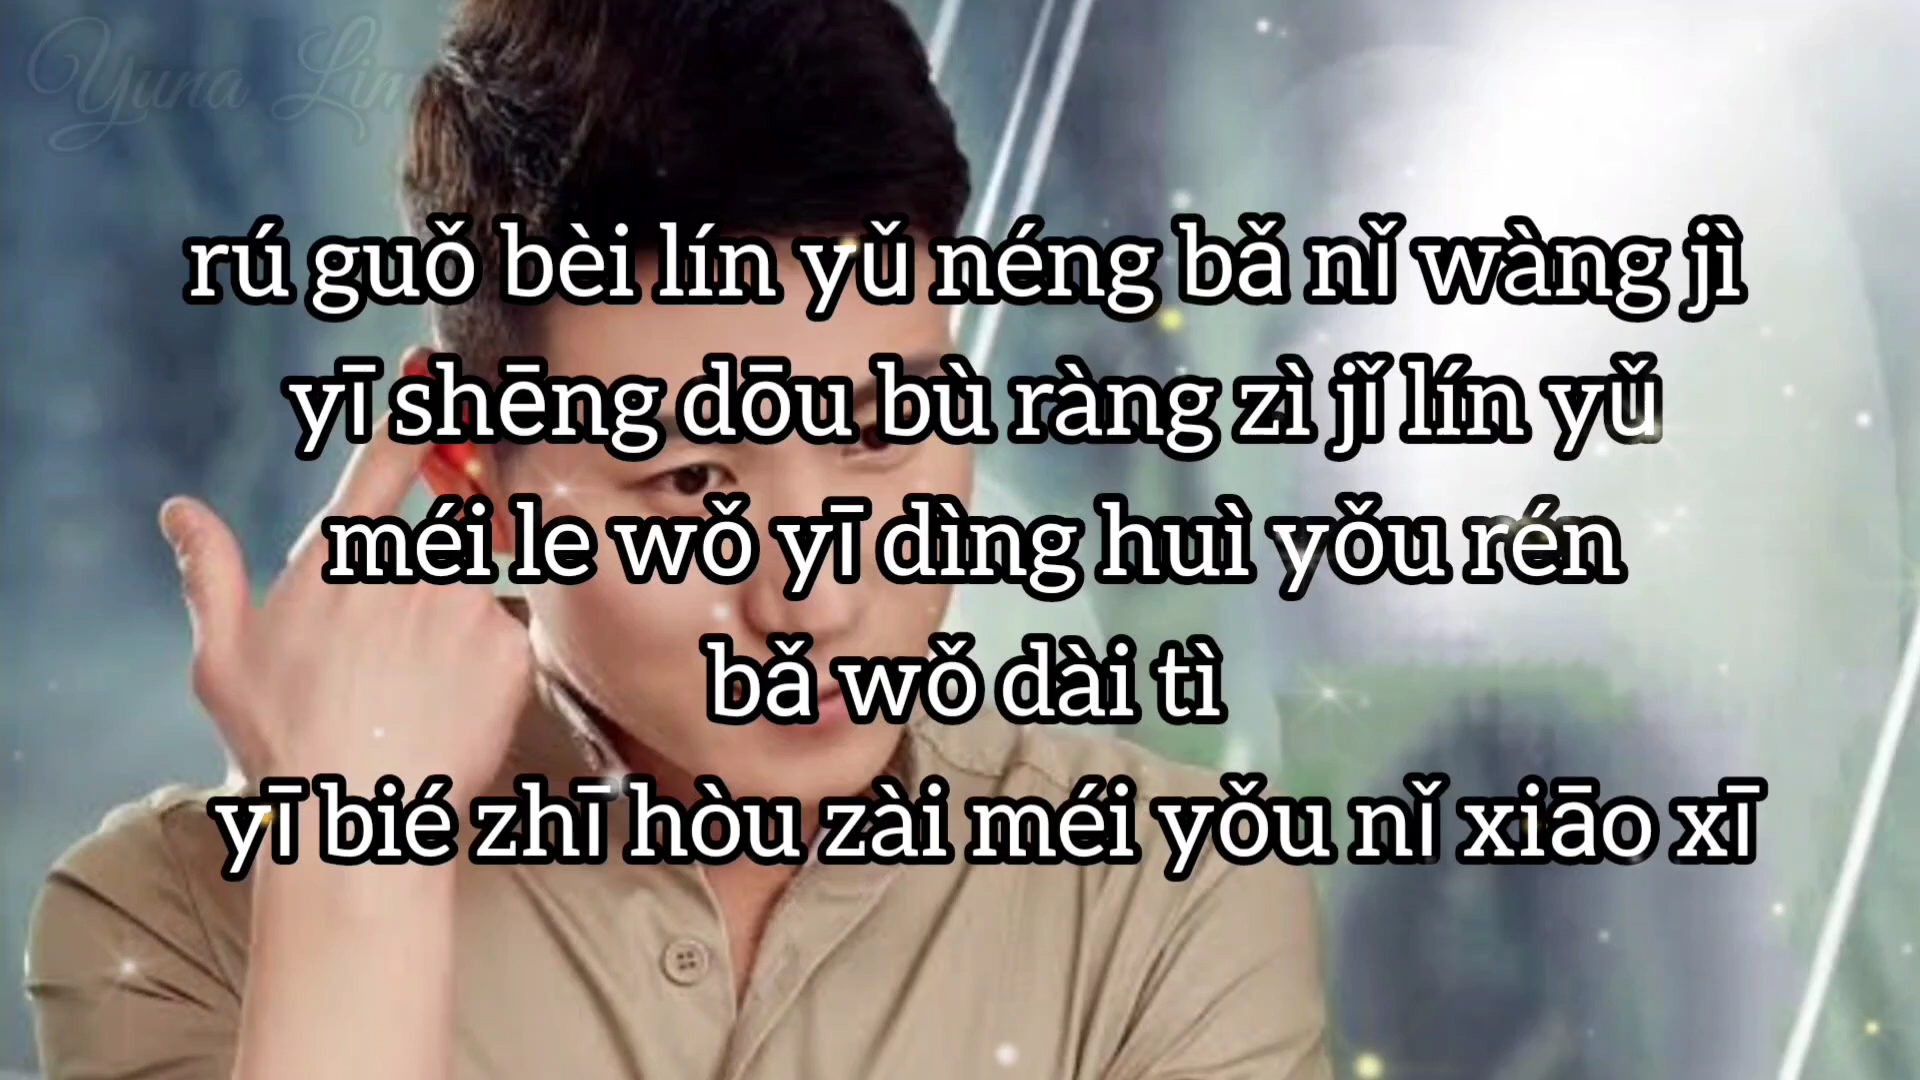 Yuna Lim
rú guǒ bèi lín yǔ néng bǎ nǐ wàng jì
yī shēng dōu bù ràng zì jǐ lín yǔ
méi le wǒ yī dìng huì yǒu rén
bǎ wǒ dài tì
yī bié zhī hòu zài méi yǒu nǐ xiāo xī